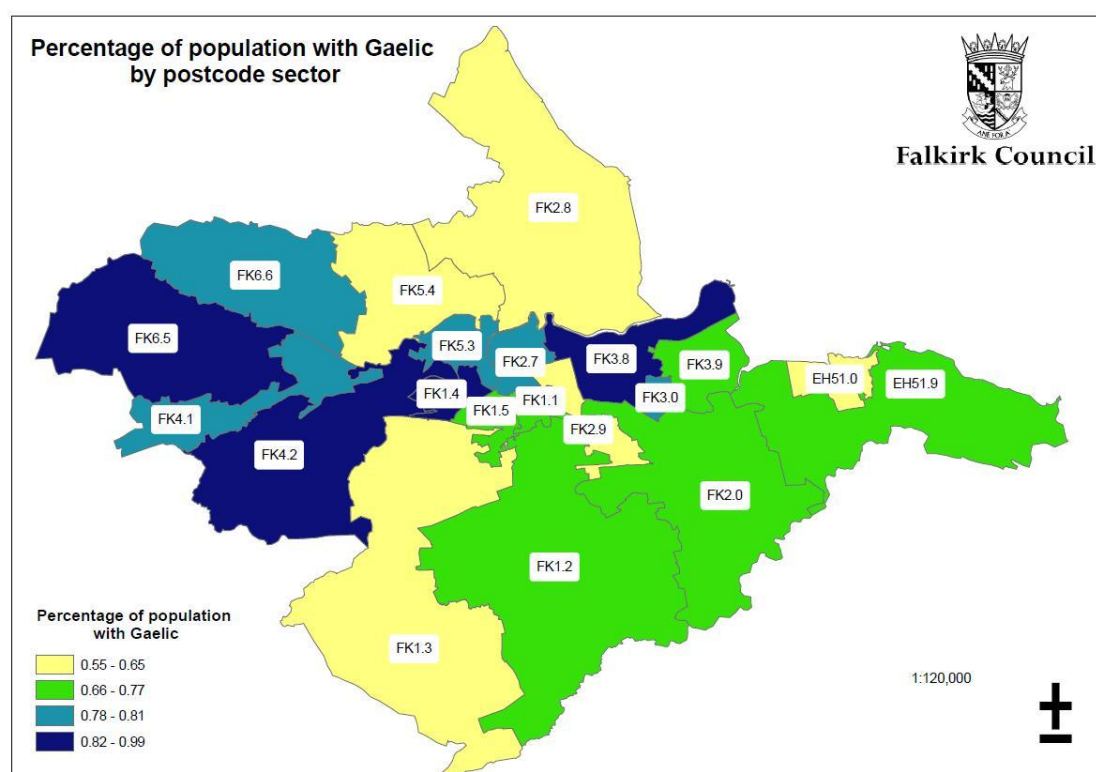 Percentage of population with Gaelic
by postcode sector
ANE FOR A'
Falkirk Council
FK2.8
FK6.6
FK5.4
FK6.5
FK5.3
FK2.7
FK3.8
FK3.9
EH51.0
EH51.9
FK1.4
FK1.1
FK3.0
FK4.1
FK1.5
FK2.9
FK4.2
FK2.0
FK1.2
FK1.3
Percentage of population
with Gaelic
0.55 - 0.65
0.66 - 0.77
0.78 - 0.81
0.82 - 0.99
1:120,000